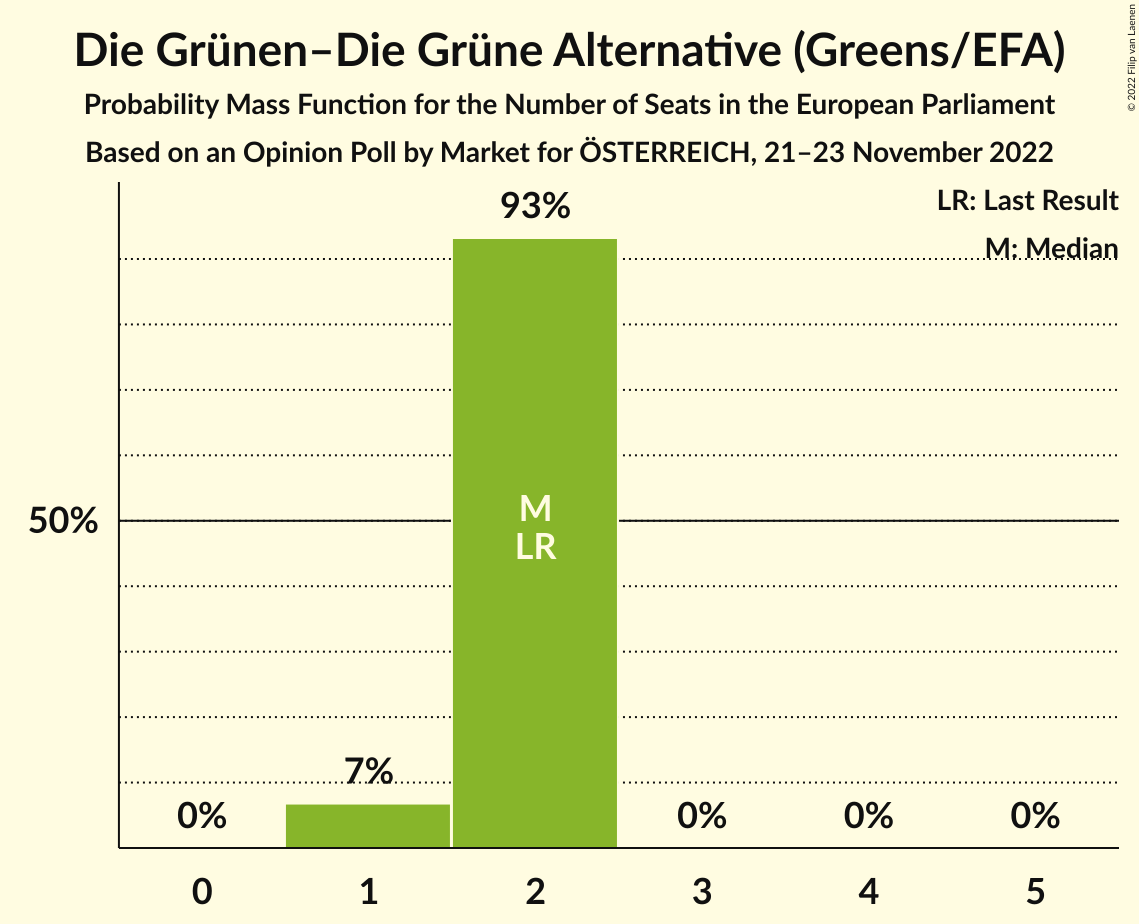 Die Grünen–Die Grüne Alternative (Greens/EFA)
Probability Mass Function for the Number of Seats in the European Parliament
Based on an Opinion Poll by Market for ÖSTERREICH, 21–23 November 2022
© 2022 Filip van Laenen
LR: Last Result
M: Median
93%
50%
M
LR
7%
0%
0%
0%
0%
0 1 2 3 4 5